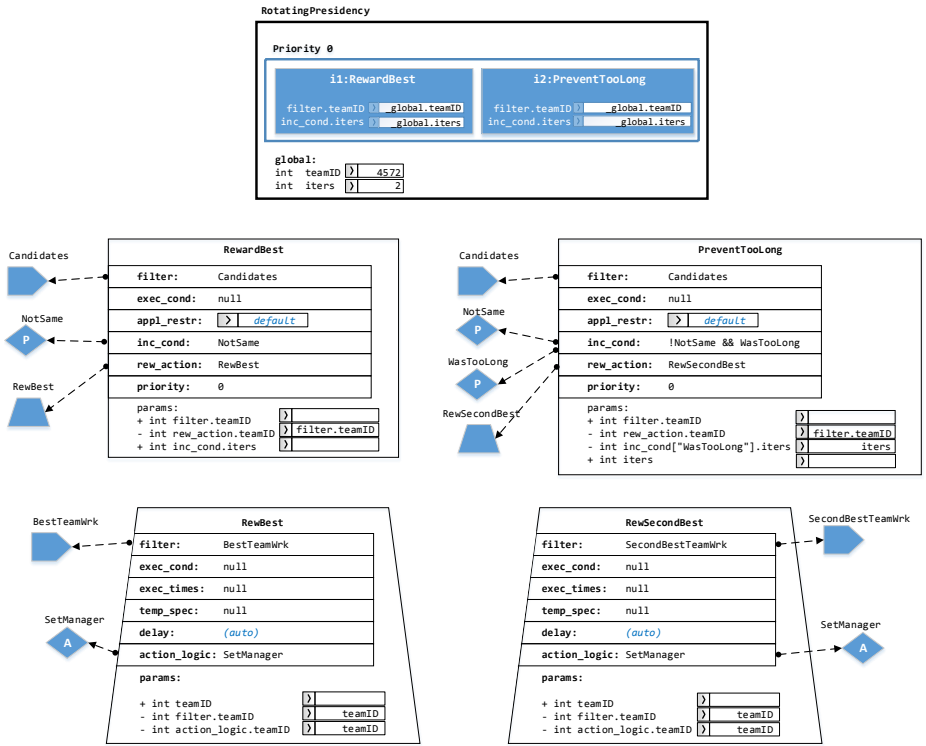 RotatingPresidency
Priority 0
i1:RewardBest
filter.teamID _global.teamID
inc_cond.iters _global.iters
i2:PreventTooLong
filter.teamID _global.teamID
inc_cond.iters _global.iters
global:
int teamID 4572
int iters 2
Candidates
NotSame
P
RewBest
RewardBest
filter: Candidates
exec_cond: null
appl_restr: default
inc_cond: NotSame
rew_action: RewBest
priority: 0
params:
+ int filter.teamID
- int rew_action.teamID filter.teamID
+ int inc_cond.iters
Candidates
NotSame
P
WasTooLong
P
RewSecondBest
PreventTooLong
filter: Candidates
exec_cond: null
appl_restr: default
inc_cond: !NotSame && WasTooLong
rew_action: RewSecondBest
priority: 0
params:
+ int filter.teamID
- int rew_action.teamID filter.teamID
- int inc_cond["WasTooLong"].iters iters
+ int iters
BestTeamWrk
SetManager
A
RewBest
filter: BestTeamWrk
exec_cond: null
exec_times: null
temp_spec: null
delay: (auto)
action_logic: SetManager
params:
+ int teamID
- int filter.teamID teamID
- int action_logic.teamID teamID
RewSecondBest
filter: SecondBestTeamWrk
exec_cond: null
exec_times: null
temp_spec: null
delay: (auto)
action_logic: SetManager
params:
+ int teamID
- int filter.teamID teamID
- int action_logic.teamID teamID
SecondBestTeamWrk
SetManager
A